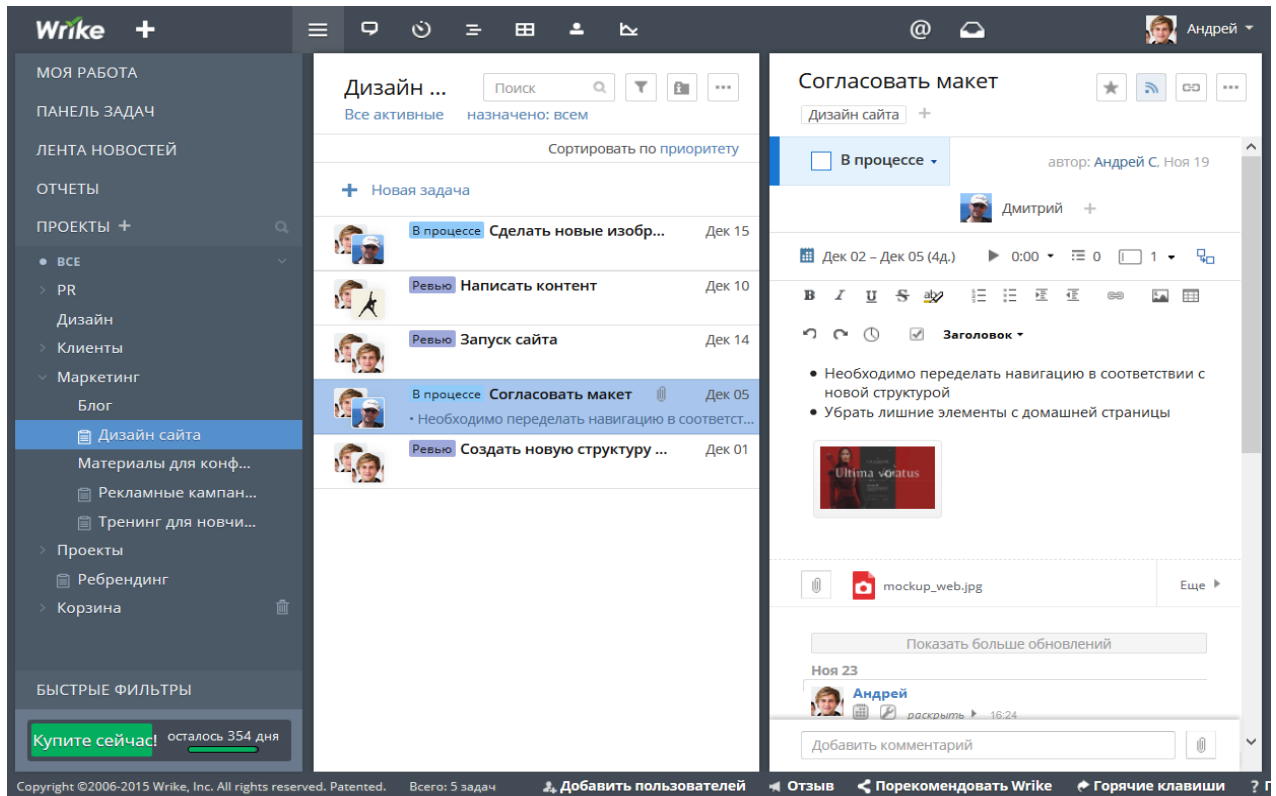 Wrike +
@ Андрей
МОЯ РАБОТА
ПАНЕЛЬ ЗАДАЧ
ЛЕНТА НОВОСТЕЙ
ОТЧЕТЫ
ПРОЕКТЫ +
ВСЕ
PR
Дизайн
Клиенты
Маркетинг
Блог
Дизайн сайта
Материалы для конф...
Рекламные кампан...
Тренинг для новчи...
Проекты
Ребрендинг
Корзина
БЫСТРЫЕ ФИЛЬТРЫ
Купите сейчас! осталось 354 дня
Дизайн ... Поиск
Все активные назначено: всем
Сортировать по приоритету
+ Новая задача
В процессе Сделать новые изобр... Дек 15
Ревью Написать контент Дек 10
Ревью Запуск сайта Дек 14
В процессе Согласовать макет Дек 05
• Необходимо переделать навигацию в соответст...
Ревью Создать новую структуру ... Дек 01
Согласовать макет
Дизайн сайта +
В процессе автор: Андрей С, Ноя 19
Дмитрий +
Дек 02 – Дек 05 (4д.) 0:00 0 1
B I U S aby
Заголовок
• Необходимо переделать навигацию в соответствии с
новой структурой
• Убрать лишние элементы с домашней страницы
Ultima
mockup_web.jpg Еще
Показать больше обновлений
Ноя 23
Андрей
раскрыть 16:24
Добавить комментарий
Copyright ©2006-2015 Wrike, Inc. All rights reserved. Patented. Всего: 5 задач Добавить пользователей Отзыв Порекомендовать Wrike Горячие клавиши ?